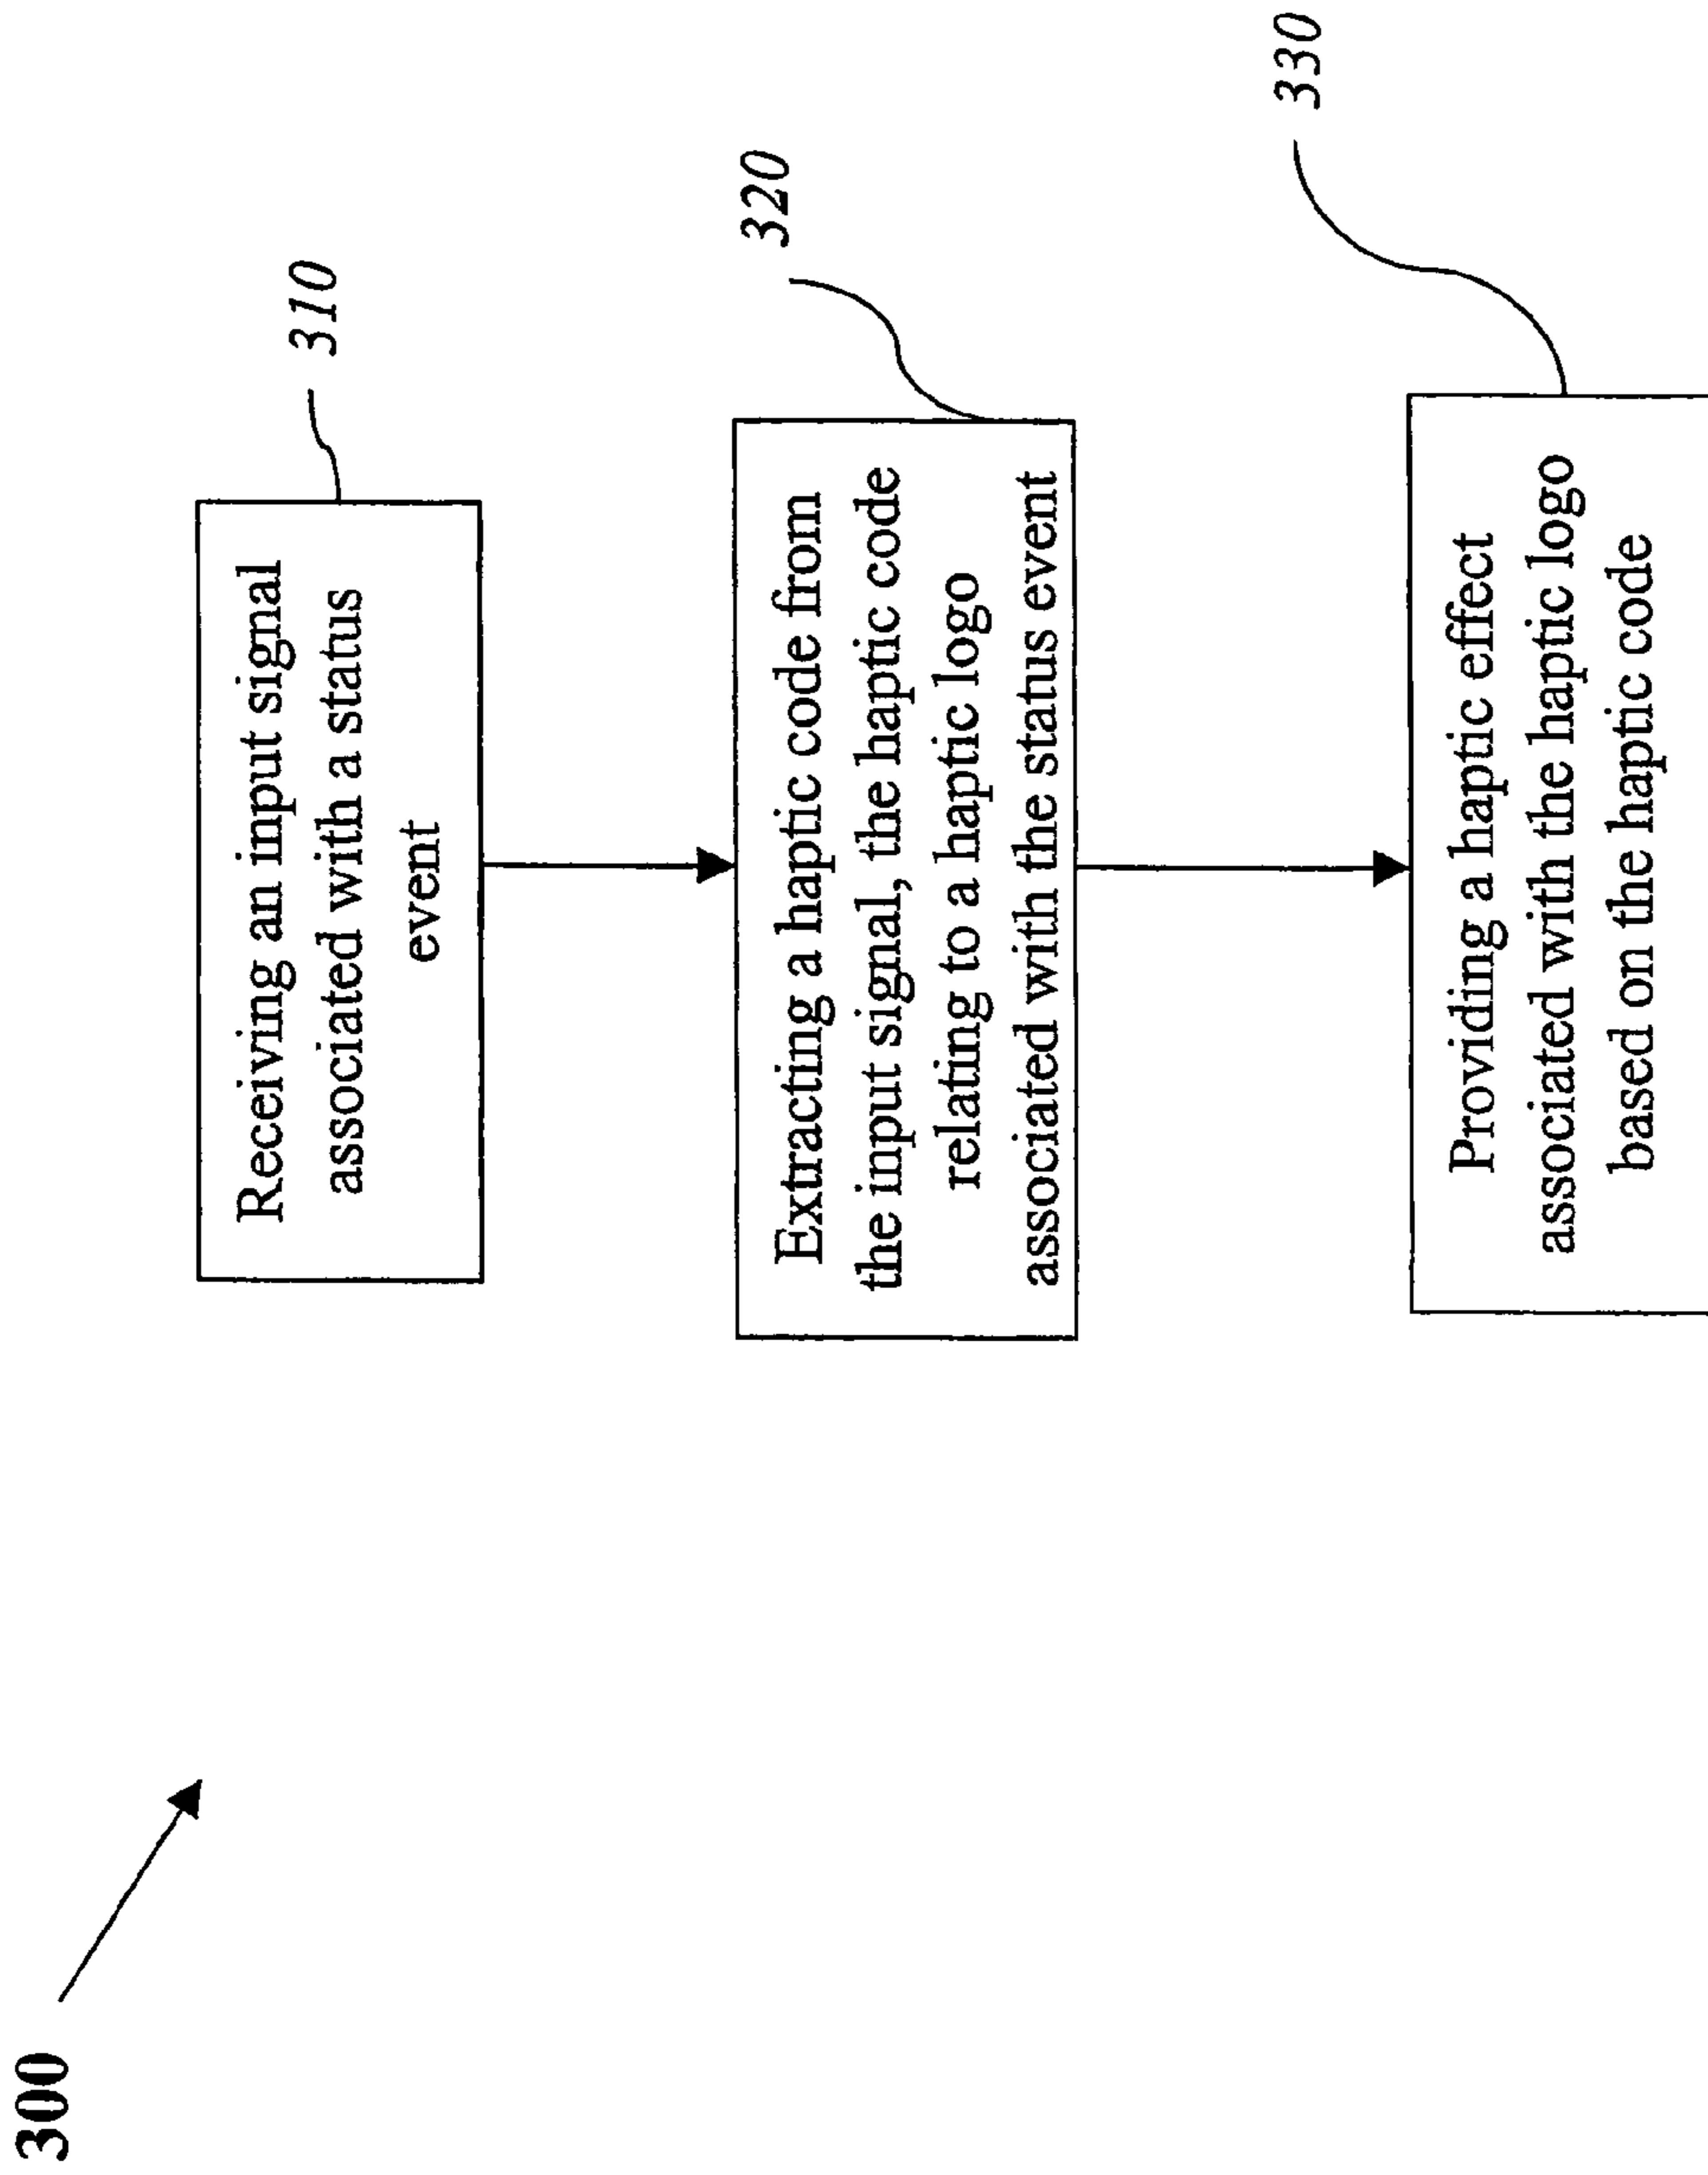 300
Receiving an input signal
associated with a status
event
310
Extracting a haptic code from
the input signal, the haptic code
relating to a haptic logo
associated with the status event
320
Providing a haptic effect
associated with the haptic logo
based on the haptic code
330